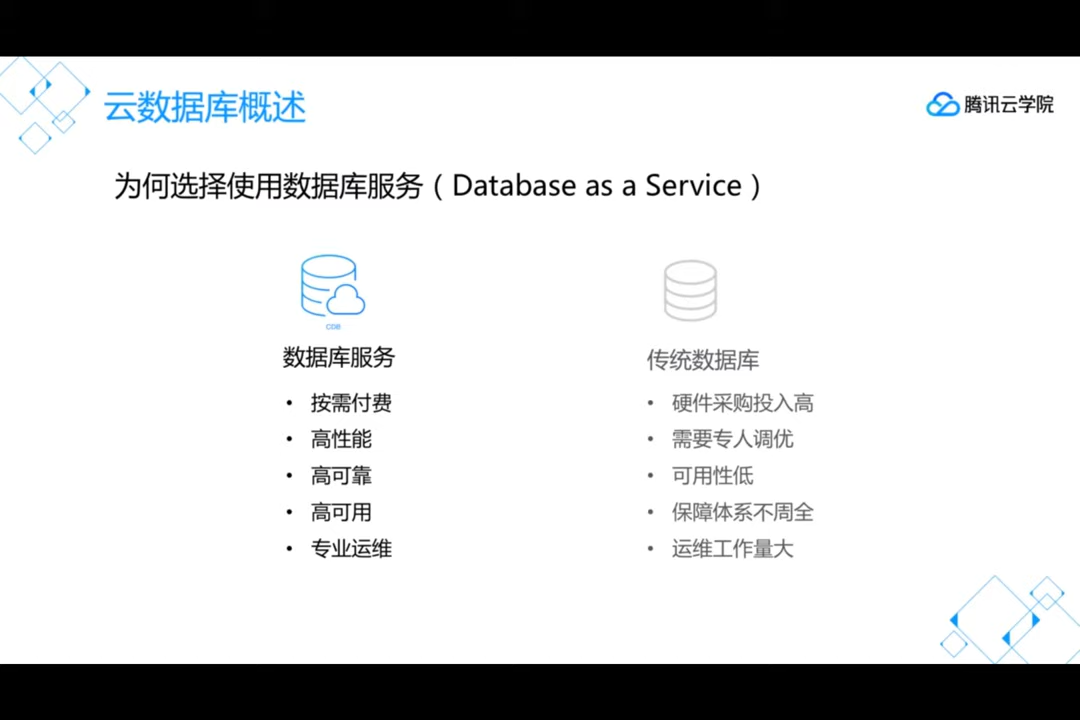 云数据库概述
腾讯云学院
为何选择使用数据库服务（Database as a Service）
CDB
数据库服务
• 按需付费
• 高性能
• 高可靠
• 高可用
• 专业运维
传统数据库
• 硬件采购投入高
• 需要专人调优
• 可用性低
• 保障体系不周全
• 运维工作量大